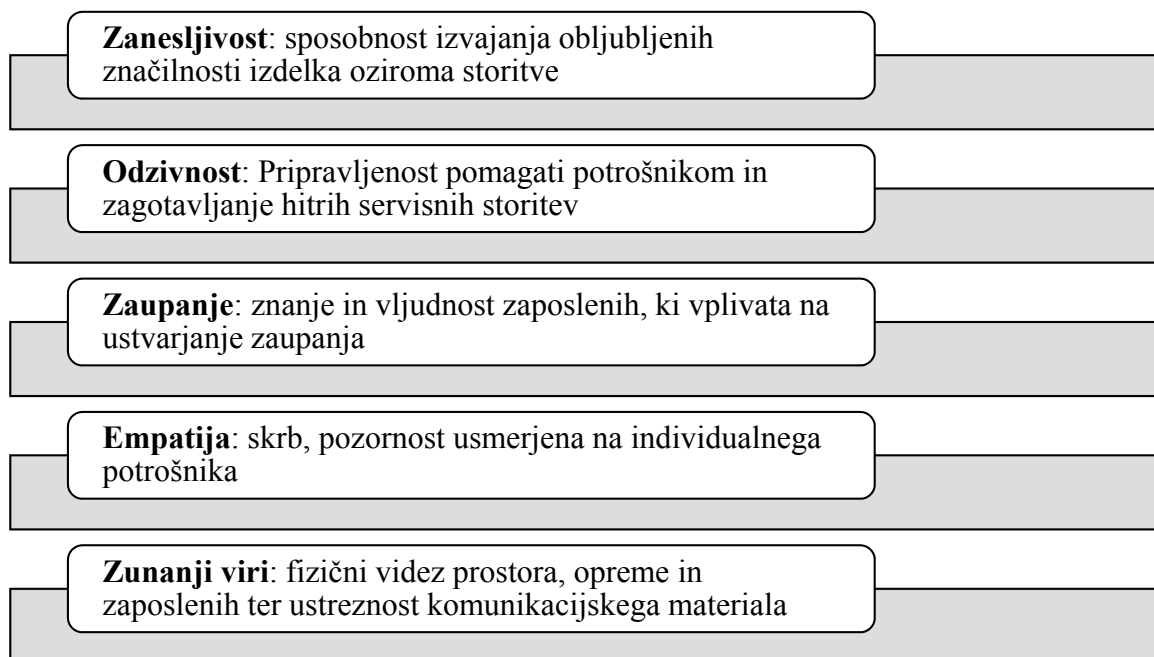 Zanesljivost: sposobnost izvajanja obljubljenih
značilnosti izdelka oziroma storitve
Odzivnost: Pripravljenost pomagati potrošnikom in
zagotavljanje hitrih servisnih storitev
Zaupanje: znanje in vljudnost zaposlenih, ki vplivata na
ustvarjanje zaupanja
Empatija: skrb, pozornost usmerjena na individualnega
potrošnika
Zunanji viri: fizični videz prostora, opreme in
zaposlenih ter ustreznost komunikacijskega materiala